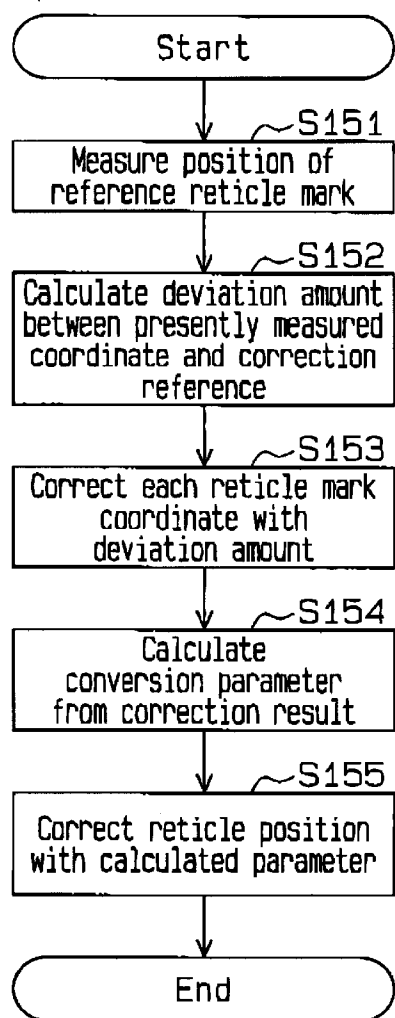 Start
S151
Measure position of
reference reticle mark
S152
Calculate deviation amount
between presently measured
coordinate and correction
reference
S153
Correct each reticle mark
coordinate with
deviation amount
S154
Calculate
conversion parameter
from correction result
S155
Correct reticle position
with calculated parameter
End